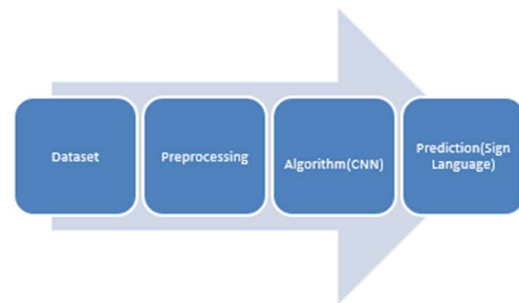 Dataset
Preprocessing
Algorithm(CNN)
Prediction(Sign
Language)